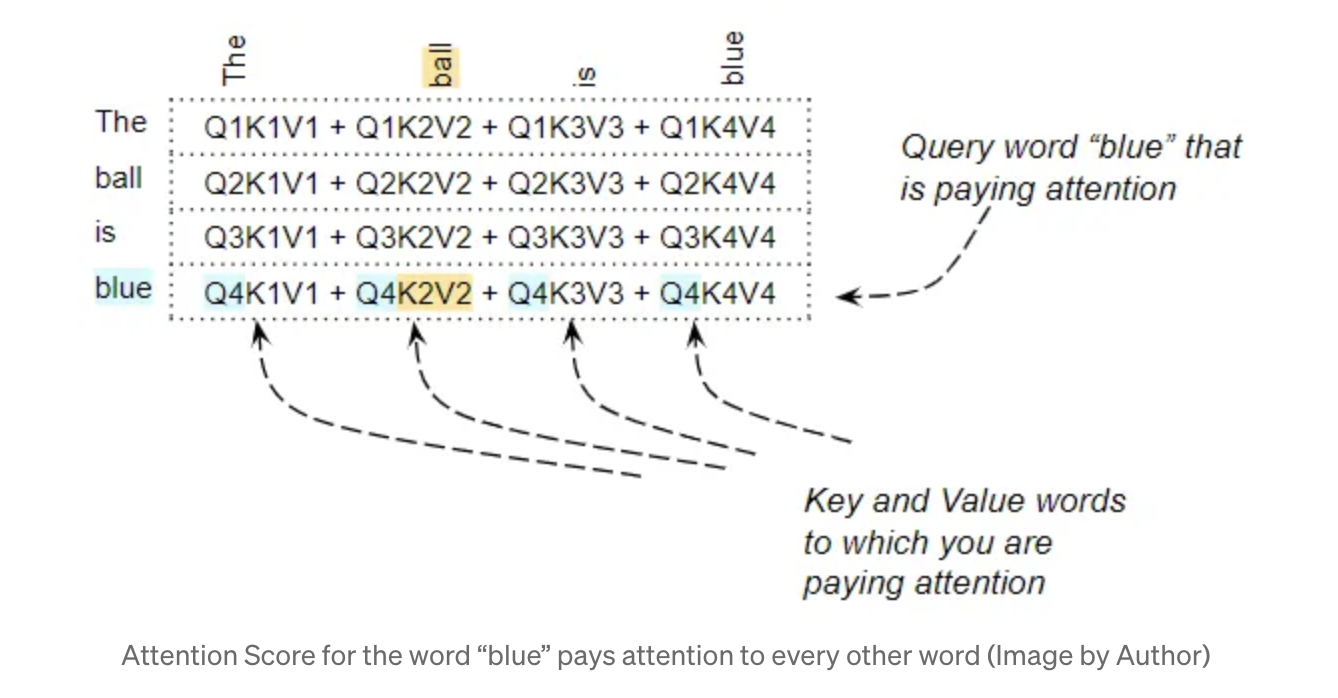 The ball is blue
The Q1K1V1 + Q1K2V2 + Q1K3V3 + Q1K4V4
ball Q2K1V1 + Q2K2V2 + Q2K3V3 + Q2K4V4
is Q3K1V1 + Q3K2V2 + Q3K3V3 + Q3K4V4
blue Q4K1V1 + Q4K2V2 + Q4K3V3 + Q4K4V4
Query word “blue” that
is paying attention
Key and Value words
to which you are
paying attention
Attention Score for the word “blue” pays attention to every other word (Image by Author)